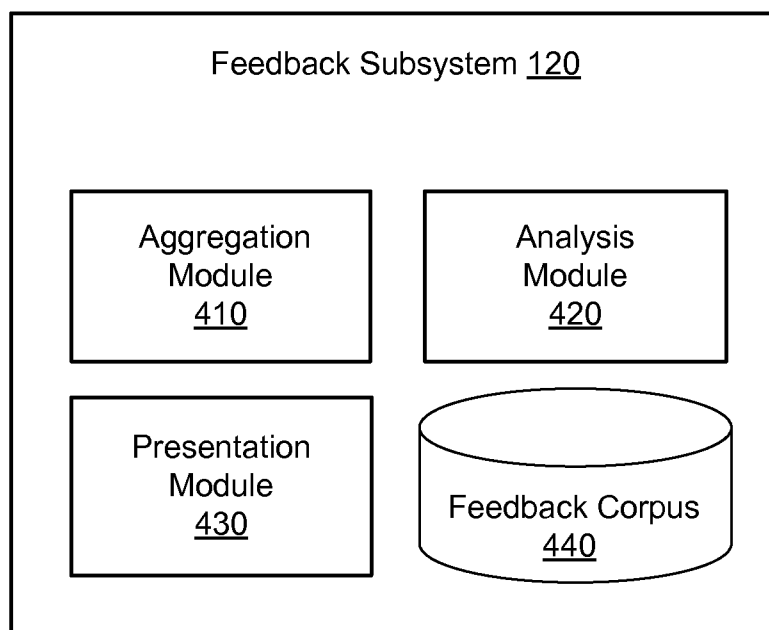 Feedback Subsystem 120
Aggregation
Module
410
Analysis
Module
420
Presentation
Module
430
Feedback Corpus
440